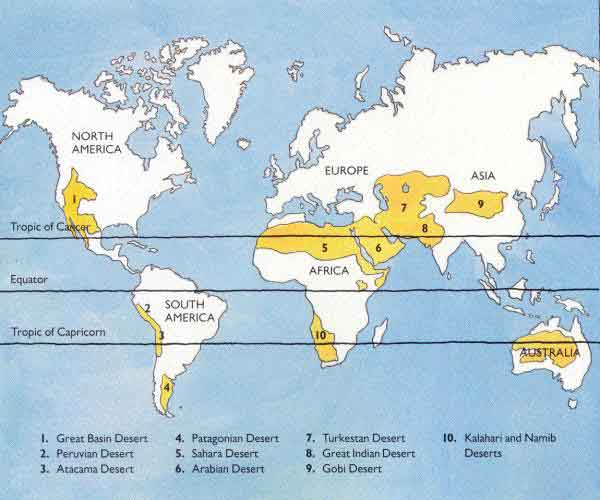 NORTH
AMERICA
EUROPE
ASIA
1
7
9
8
Tropic of Cancer
5
6
AFRICA
Equator
2
SOUTH
AMERICA
Tropic of Capricorn
3
10
AUSTRALIA
4
1. Great Basin Desert
2. Peruvian Desert
3. Atacama Desert
4. Patagonian Desert
5. Sahara Desert
6. Arabian Desert
7. Turkestan Desert
8. Great Indian Desert
9. Gobi Desert
10. Kalahari and Namib
Deserts